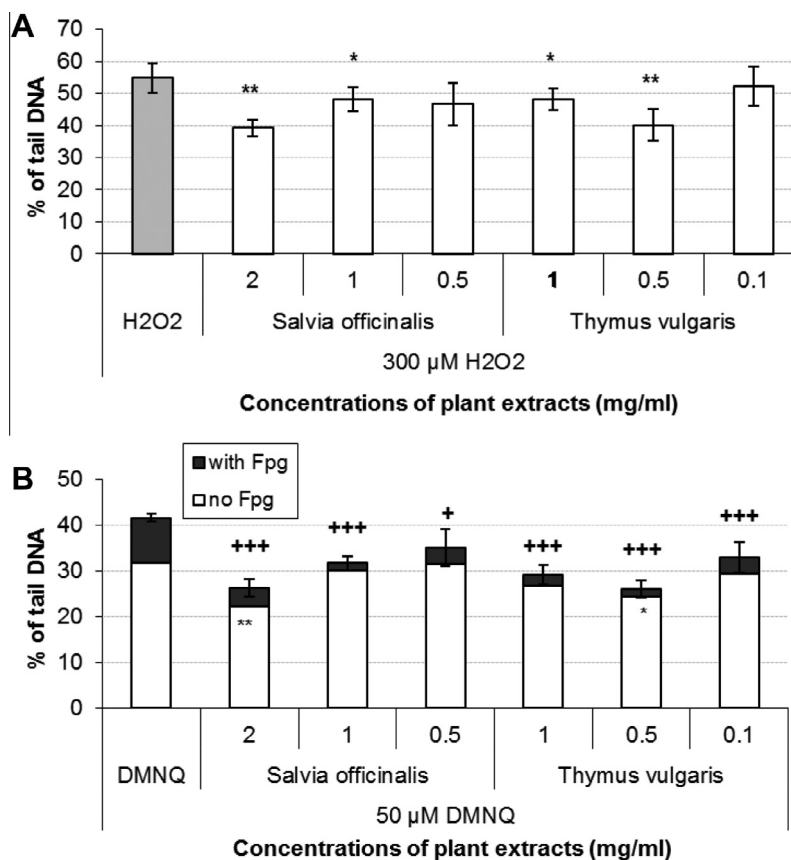 A
% of tail DNA
70
60
50
40
30
20
10
0
** * * **
2 1 0.5 1 0.5 0.1
H2O2 Salvia officinalis Thymus vulgaris
300 µM H2O2
Concentrations of plant extracts (mg/ml)
B
with Fpg
no Fpg
% of tail DNA
50
40
30
20
10
0
+++ +++ + +++ +++ +++
** *
2 1 0.5 1 0.5 0.1
DMNQ Salvia officinalis Thymus vulgaris
50 µM DMNQ
Concentrations of plant extracts (mg/ml)